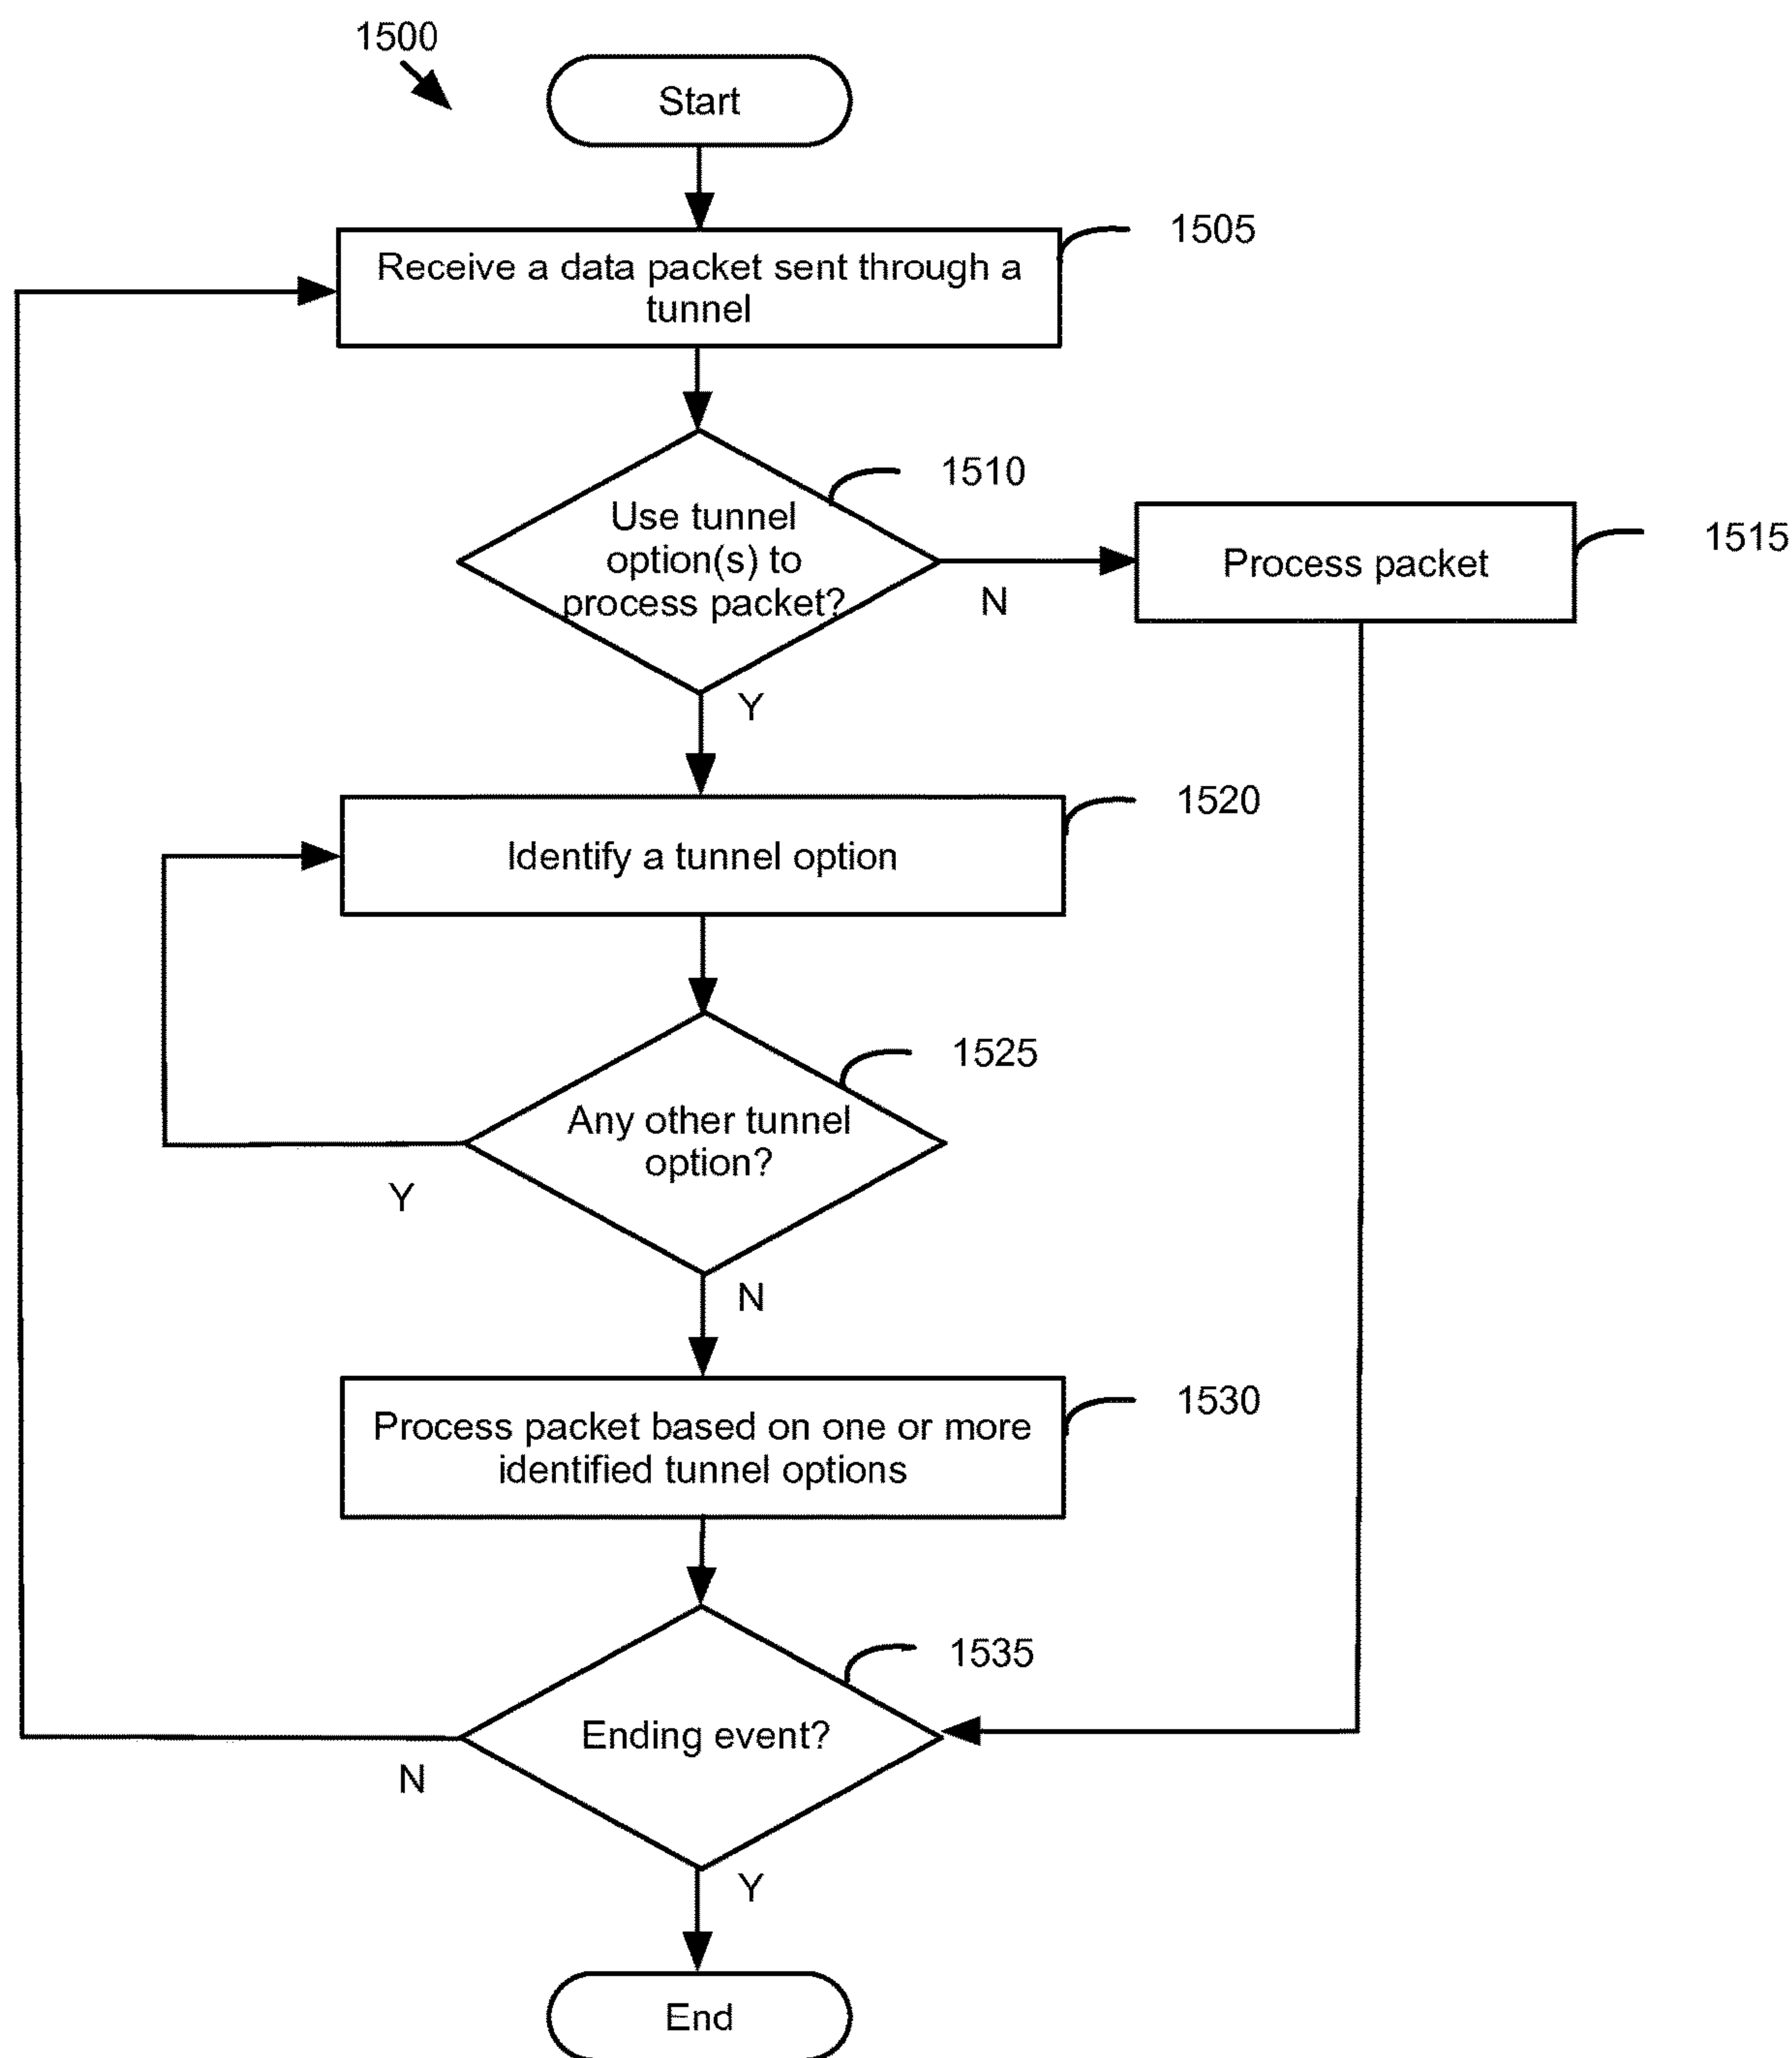 1500
Start
1505
Receive a data packet sent through a
tunnel
1510
Use tunnel
option(s) to
process packet?
N
1515
Process packet
Y
1520
Identify a tunnel option
1525
Any other tunnel
option?
Y
N
1530
Process packet based on one or more
identified tunnel options
1535
Ending event?
N
Y
End